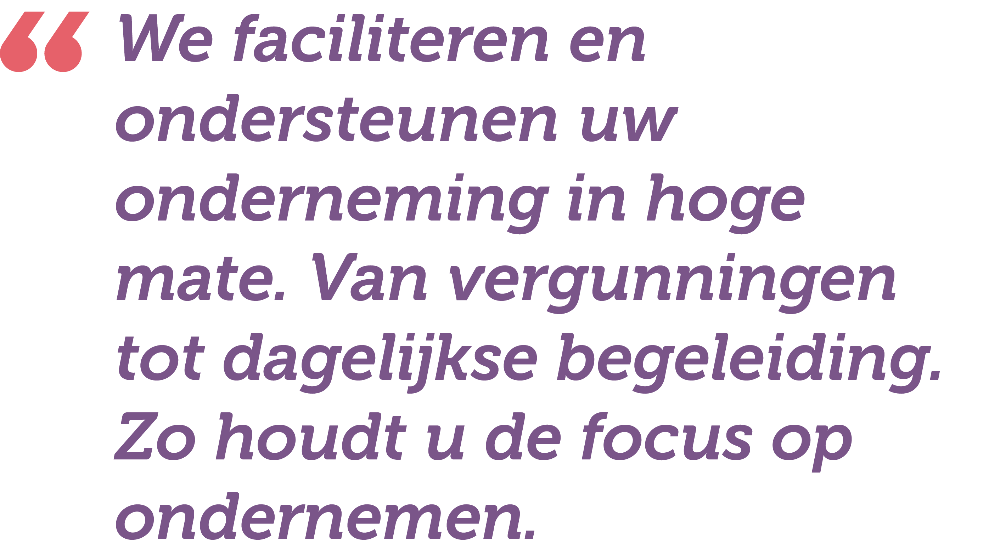 “ We faciliteren en
ondersteunen uw
onderneming in hoge
mate. Van vergunningen
tot dagelijkse begeleiding.
Zo houdt u de focus op
ondernemen.